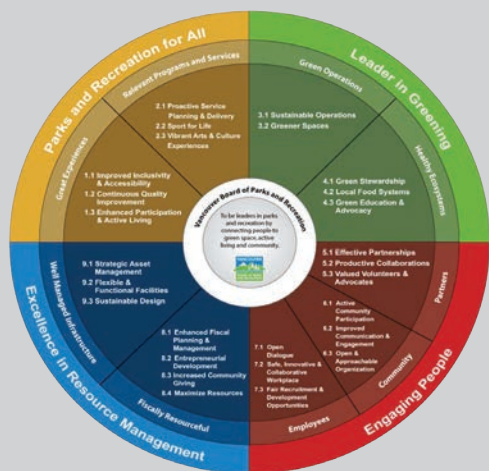 Parks and Recreation for All
Great Experiences
1.1 Improved Inclusivity
& Accessibility
1.2 Continuous Quality
Improvement
1.3 Enhanced Participation
& Active Living
Relevant Programs and Services
2.1 Proactive Service
Planning & Delivery
2.2 Sport for Life
2.3 Vibrant Arts & Culture
Experiences
Leader in Greening
Green Operations
3.1 Sustainable Operations
3.2 Greener Spaces
Healthy Ecosystems
4.1 Green Stewardship
4.2 Local Food Systems
4.3 Green Education &
Advocacy
Vancouver Board of Parks and Recreation
To be leaders in parks
and recreation by
connecting people to
green space, active
living and community.
VANCOUVER
Engaging People
Partners
5.1 Effective Partnerships
5.2 Productive Collaborations
5.3 Valued Volunteers &
Advocates
Community
6.1 Active
Community
Participation
6.2 Improved
Communication &
Engagement
6.3 Open &
Approachable
Organization
Employees
7.1 Open
Dialogue
7.2 Safe, Innovative &
Collaborative
Workplace
7.3 Fair Recruitment &
Development
Opportunities
Excellence in Resource Management
Fiscally Resourceful
8.1 Enhanced Fiscal
Planning &
Management
8.2 Entrepreneurial
Development
8.3 Increased Community
Giving
8.4 Maximize Resources
Well Managed Infrastructure
9.1 Strategic Asset
Management
9.2 Flexible &
Functional Facilities
9.3 Sustainable Design